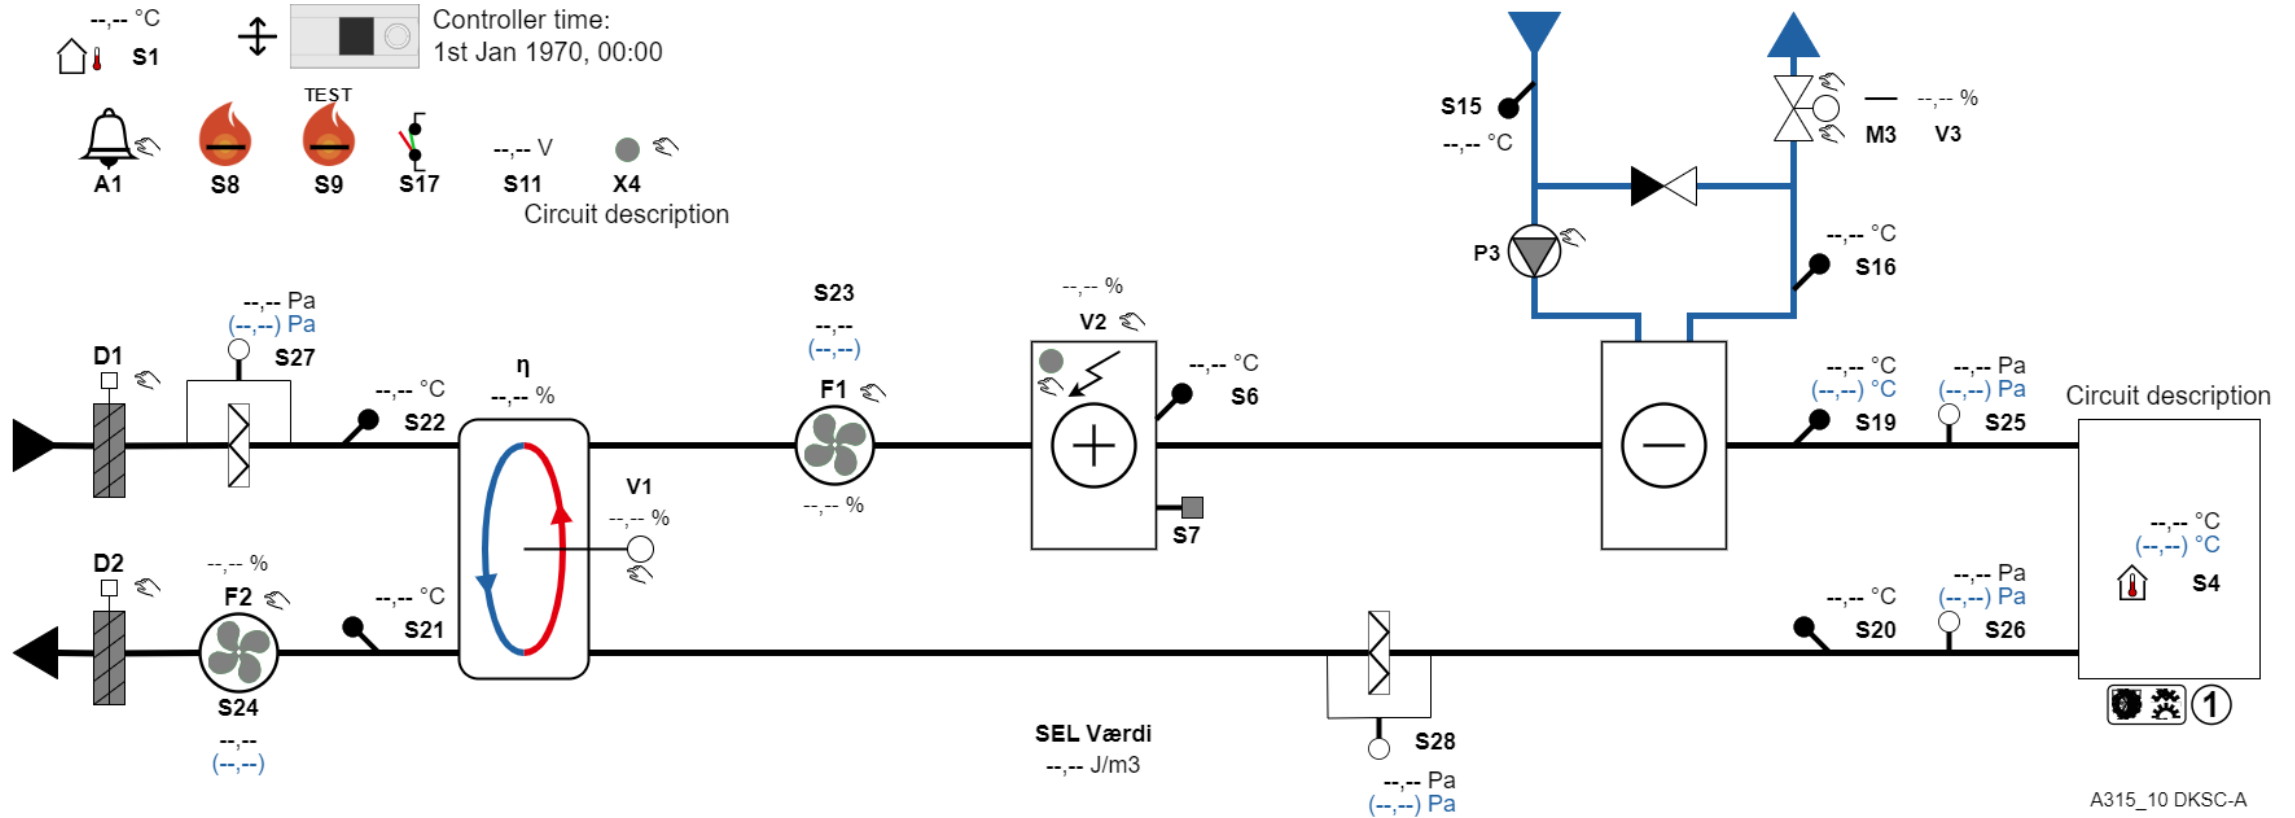 --,-- °C
S1
Controller time:
1st Jan 1970, 00:00
A1
S8
TEST
S9
S17
--,-- V
S11
X4
Circuit description
S15
--,-- °C
--,-- %
M3
V3
P3
--,-- °C
S16
--,-- Pa
(--,--) Pa
S27
D1
--,-- °C
S22
η
--,-- %
V1
--,-- %
S23
--,--
(--,--)
F1
--,-- %
--,-- %
V2
--,-- °C
S6
S7
--,-- °C
(--,--) °C
S19
--,-- Pa
(--,--) Pa
S25
Circuit description
--,-- °C
(--,--) °C
S4
D2
--,-- %
F2
S24
--,--
(--,--)
--,-- °C
S21
SEL Værdi
--,-- J/m3
S28
--,-- Pa
(--,--) Pa
--,-- °C
S20
--,-- Pa
(--,--) Pa
S26
1
A315_10 DKSC-A